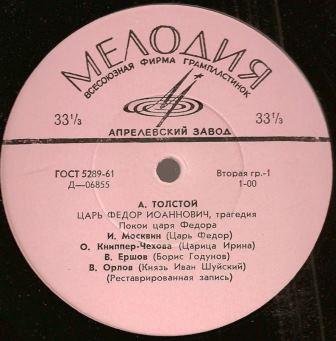 МЕЛОДИЯ
ВСЕСОЮЗНАЯ ФИРМА ГРАМПЛАСТИНОК
33⅓ 33⅓
АПРЕЛЕВСКИЙ ЗАВОД
ГОСТ 5289-61 Вторая гр.-1
Д—06855 1-00
А. ТОЛСТОЙ
ЦАРЬ ФЕДОР ИОАННОВИЧ, трагедия
Покои царя Федора
И. Москвин (Царь Федор)
О. Книппер-Чехова (Царица Ирина)
В. Ершов (Борис Годунов)
В. Орлов (Князь Иван Шуйский)
(Реставрированная запись)